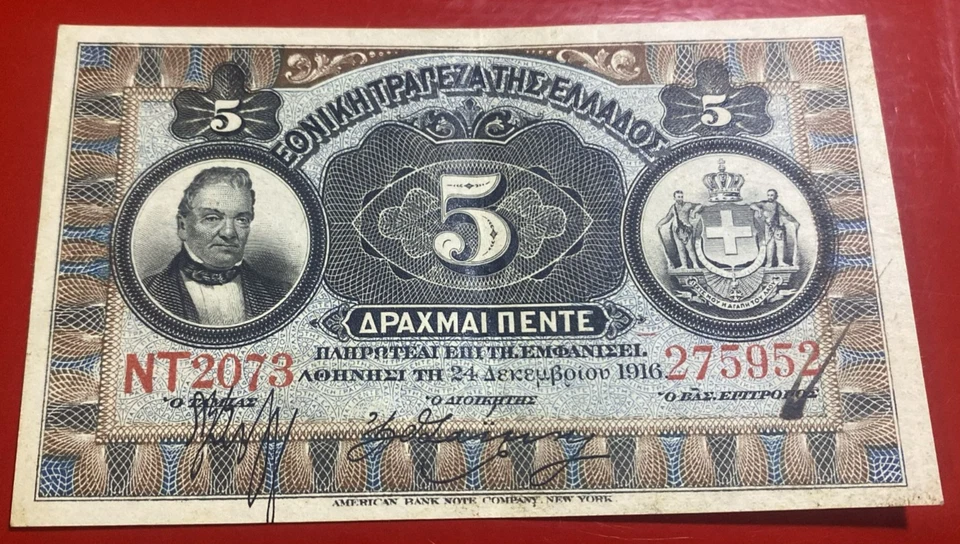 ΕΘΝΙΚΗ ΤΡΑΠΕΖΑ ΤΗΣ ΕΛΛΑΔΟΣ
5 5
5
ΔΡΑΧΜΑΙ ΠΕΝΤΕ
ΠΛΗΡΩΤΕΑΙ ΕΠΙ ΤΗ ΕΜΦΑΝΙΣΕΙ.
ΝΤ2073 ΑΘΗΝΗΣΙ ΤΗ 24 Δεκεμβριου 1916 275952
Ὁ ΔΙΟΙΚΗΤΗΣ Ὁ ΒΑΣ. ΕΠΙΤΡΟΠΟΣ
AMERICAN BANK NOTE COMPANY, NEW YORK.